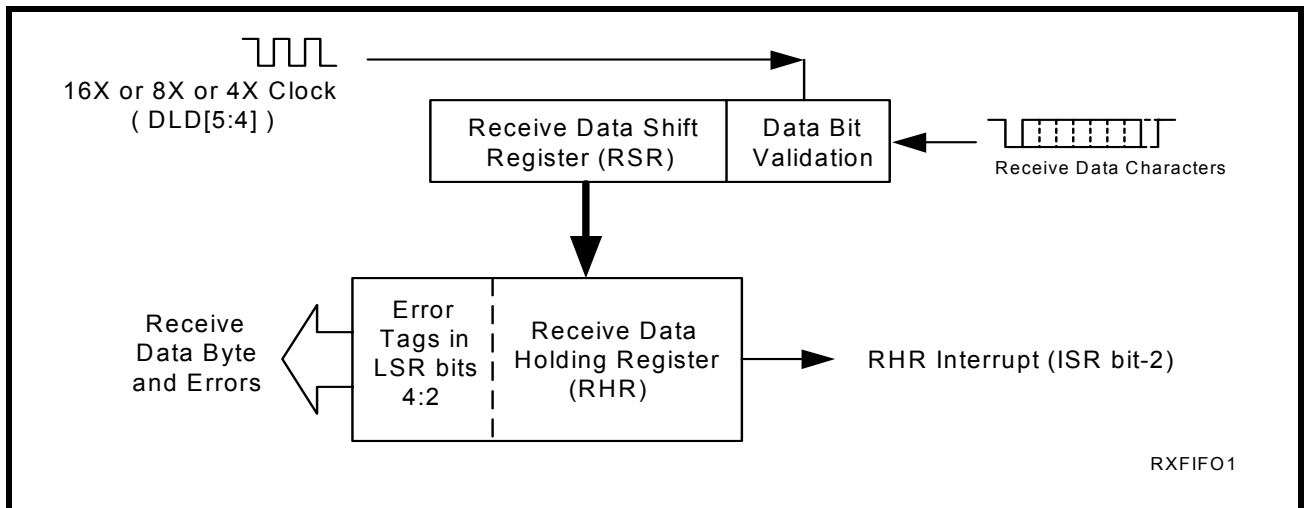 16X or 8X or 4X Clock
( DLD[5:4] )
Receive Data Shift
Register (RSR)
Data Bit
Validation
Receive Data Characters
Receive
Data Byte
and Errors
Error
Tags in
LSR bits
4:2
Receive Data
Holding Register
(RHR)
RHR Interrupt (ISR bit-2)
RXFIFO1